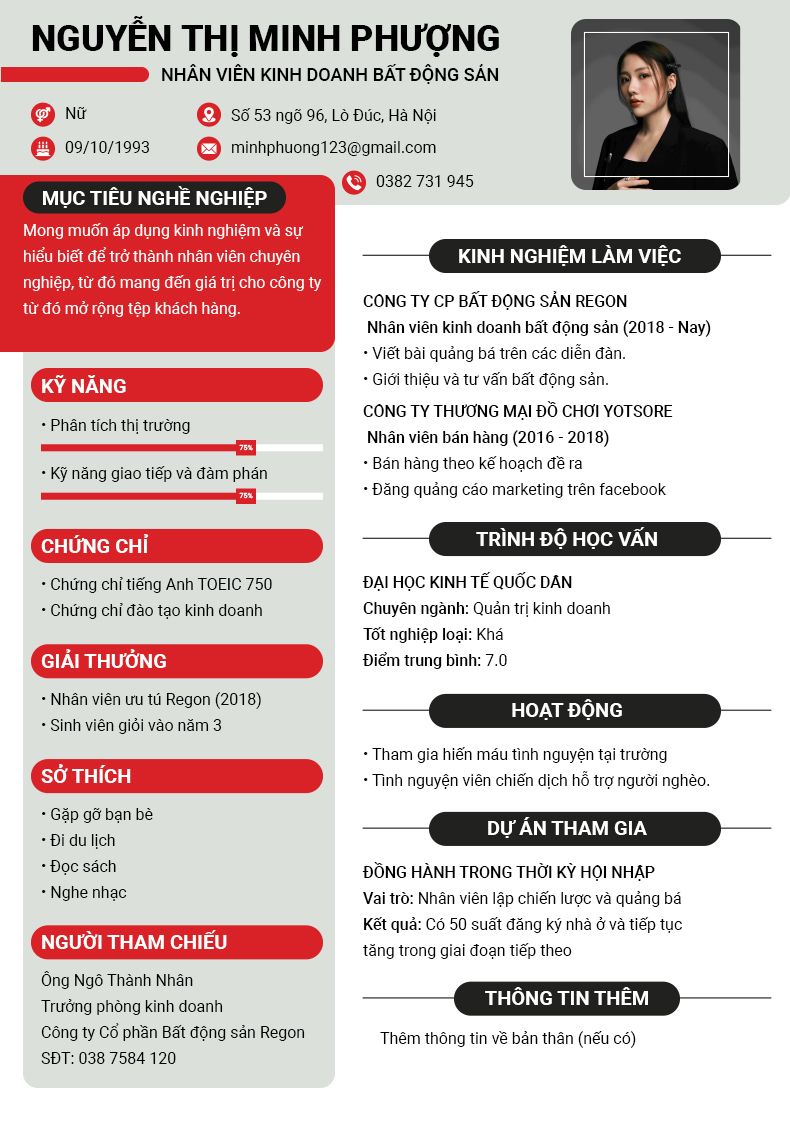 NGUYỄN THỊ MINH PHƯỢNG
NHÂN VIÊN KINH DOANH BẤT ĐỘNG SẢN
Nữ
Số 53 ngõ 96, Lò Đúc, Hà Nội
09/10/1993
minhphuong123@gmail.com
0382 731 945
MỤC TIÊU NGHỀ NGHIỆP
Mong muốn áp dụng kinh nghiệm và sự
hiểu biết để trở thành nhân viên chuyên
nghiệp, từ đó mang đến giá trị cho công ty
từ đó mở rộng tệp khách hàng.
KỸ NĂNG
• Phân tích thị trường
75%
• Kỹ năng giao tiếp và đàm phán
75%
CHỨNG CHỈ
• Chứng chỉ tiếng Anh TOEIC 750
• Chứng chỉ đào tạo kinh doanh
GIẢI THƯỞNG
• Nhân viên ưu tú Regon (2018)
• Sinh viên giỏi vào năm 3
SỞ THÍCH
• Gặp gỡ bạn bè
• Đi du lịch
• Đọc sách
• Nghe nhạc
NGƯỜI THAM CHIẾU
Ông Ngô Thành Nhân
Trưởng phòng kinh doanh
Công ty Cổ phần Bất động sản Regon
SĐT: 038 7584 120
KINH NGHIỆM LÀM VIỆC
CÔNG TY CP BẤT ĐỘNG SẢN REGON
Nhân viên kinh doanh bất động sản (2018 - Nay)
• Viết bài quảng bá trên các diễn đàn.
• Giới thiệu và tư vấn bất động sản.
CÔNG TY THƯƠNG MẠI ĐỒ CHƠI YOTSORE
Nhân viên bán hàng (2016 - 2018)
• Bán hàng theo kế hoạch đề ra
• Đăng quảng cáo marketing trên facebook
TRÌNH ĐỘ HỌC VẤN
ĐẠI HỌC KINH TẾ QUỐC DÂN
Chuyên ngành: Quản trị kinh doanh
Tốt nghiệp loại: Khá
Điểm trung bình: 7.0
HOẠT ĐỘNG
• Tham gia hiến máu tình nguyện tại trường
• Tình nguyện viên chiến dịch hỗ trợ người nghèo.
DỰ ÁN THAM GIA
ĐỒNG HÀNH TRONG THỜI KỲ HỘI NHẬP
Vai trò: Nhân viên lập chiến lược và quảng bá
Kết quả: Có 50 suất đăng ký nhà ở và tiếp tục
tăng trong giai đoạn tiếp theo
THÔNG TIN THÊM
Thêm thông tin về bản thân (nếu có)